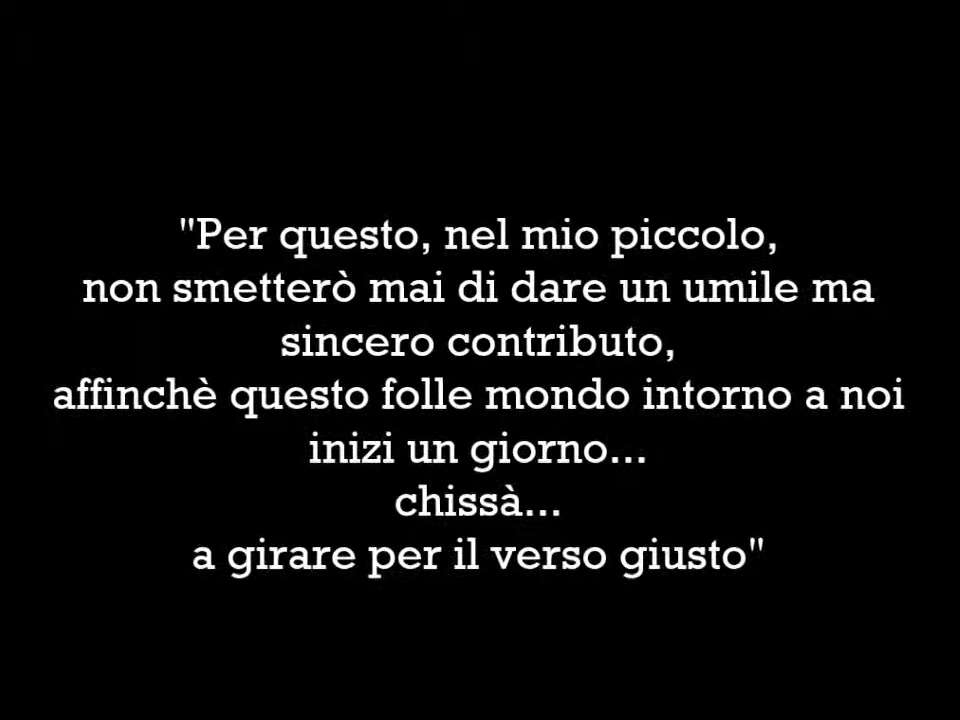 "Per questo, nel mio piccolo,
non smetterò mai di dare un umile ma
sincero contributo,
affinchè questo folle mondo intorno a noi
inizi un giorno...
chissà...
a girare per il verso giusto"